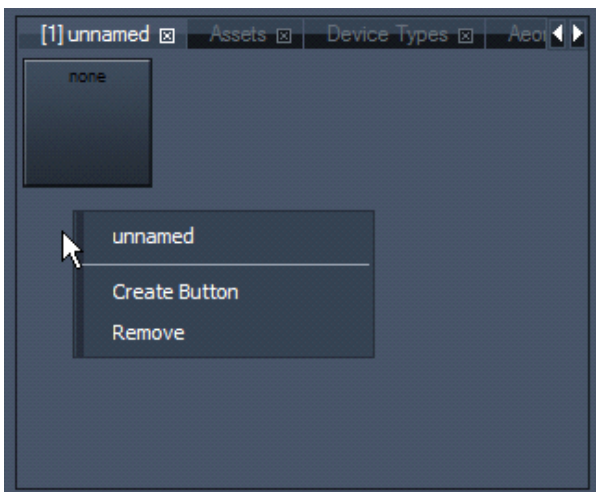 [1] unnamed Assets Device Types
none
unnamed
Create Button
Remove